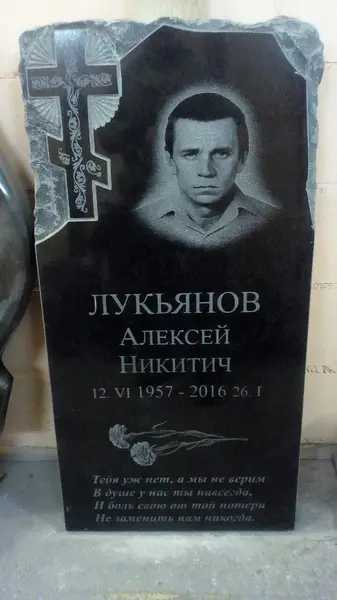 ЛУКЬЯНОВ
АЛЕКСЕЙ
НИКИТИЧ
12. VI 1957 - 2016 26. I
Тебя уж нет, а мы не верим
В душе у нас ты навсегда,
И боль свою от той потери
Не заменить нам никогда.